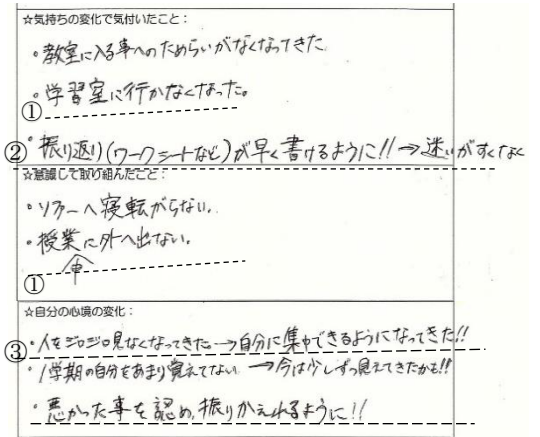 ☆気持ちの変化で気付いたこと：
・教室に入る事へのためらいがなくなってきた
・学習室に行かなくなった。
①
② ・振り返り(ワークシートなど)が早く書けるように!!→迷いがすくなく
☆意識して取り組んだこと：
・ソファーへ寝転がらない。
・授業に外へ出ない。
中
①
☆自分の心境の変化：
・人をジロジロ見なくなってきた。→自分に集中できるようになってきた!!
③
・1学期の自分をあまり覚えてない →今は少しずつ見えてきたかも!!
・悪かった事を認め、振りかえれるように!!